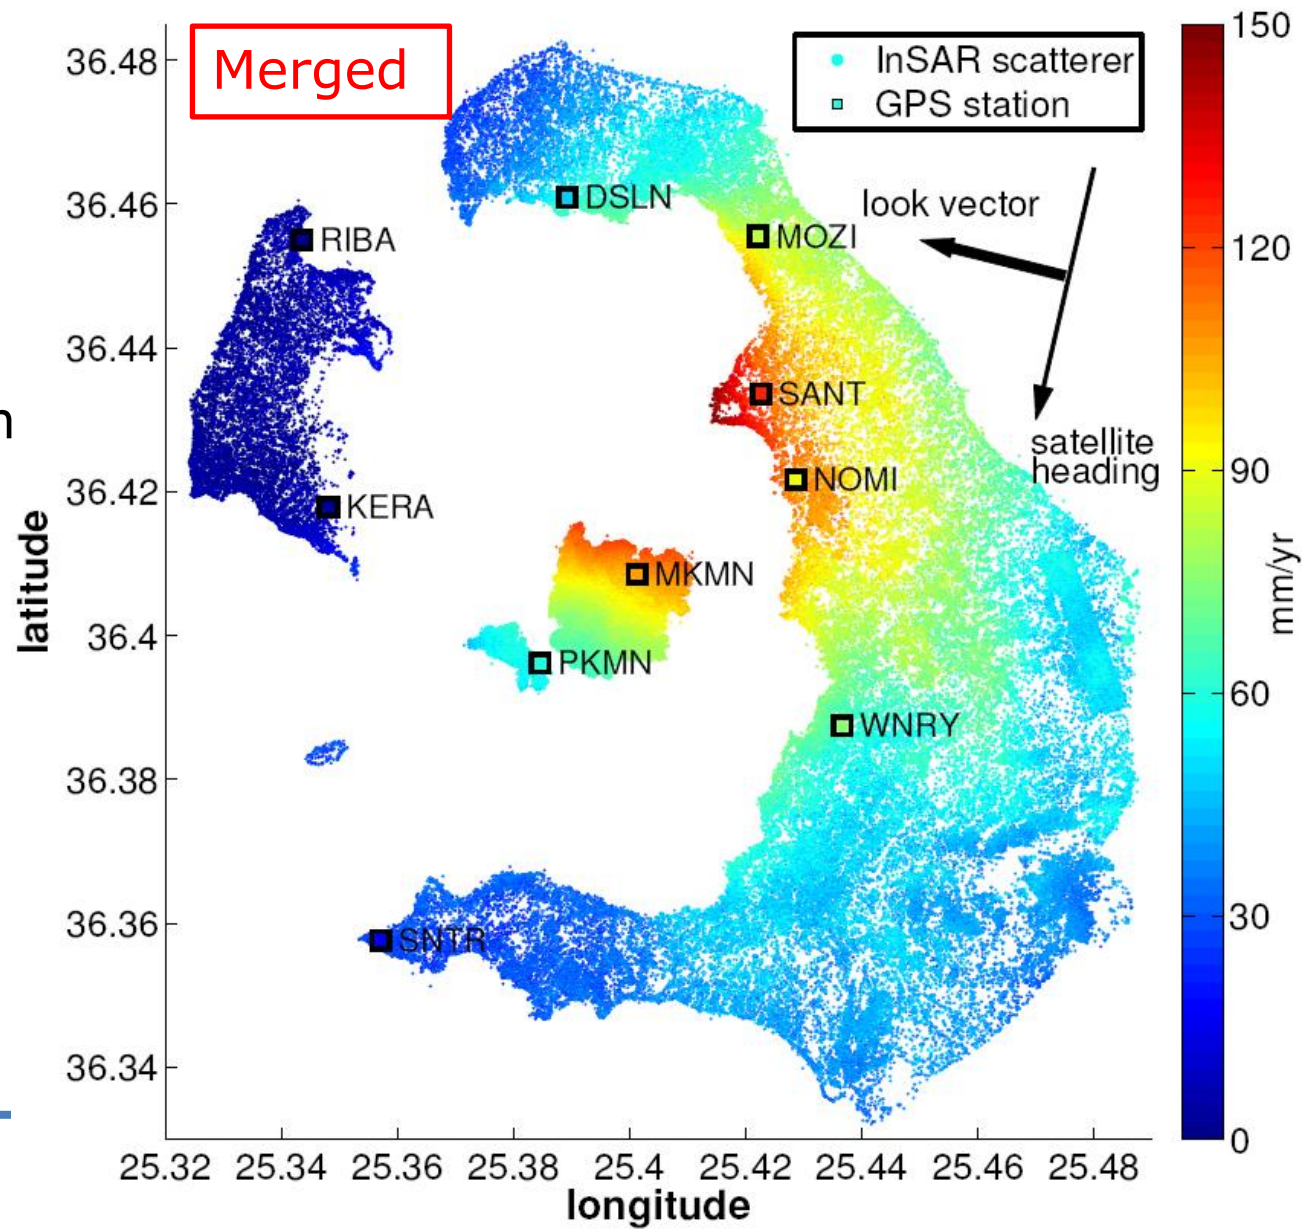 Merged
InSAR scatterer
GPS station
look vector
satellite
heading
DSLN
MOZI
RIBA
SANT
NOMI
KERA
MKMN
PKMN
WNRY
SNTR
n
latitude
36.48
36.46
36.44
36.42
36.4
36.38
36.36
36.34
25.32 25.34 25.36 25.38 25.4 25.42 25.44 25.46 25.48
longitude
150
120
90
60
30
0
mm/yr